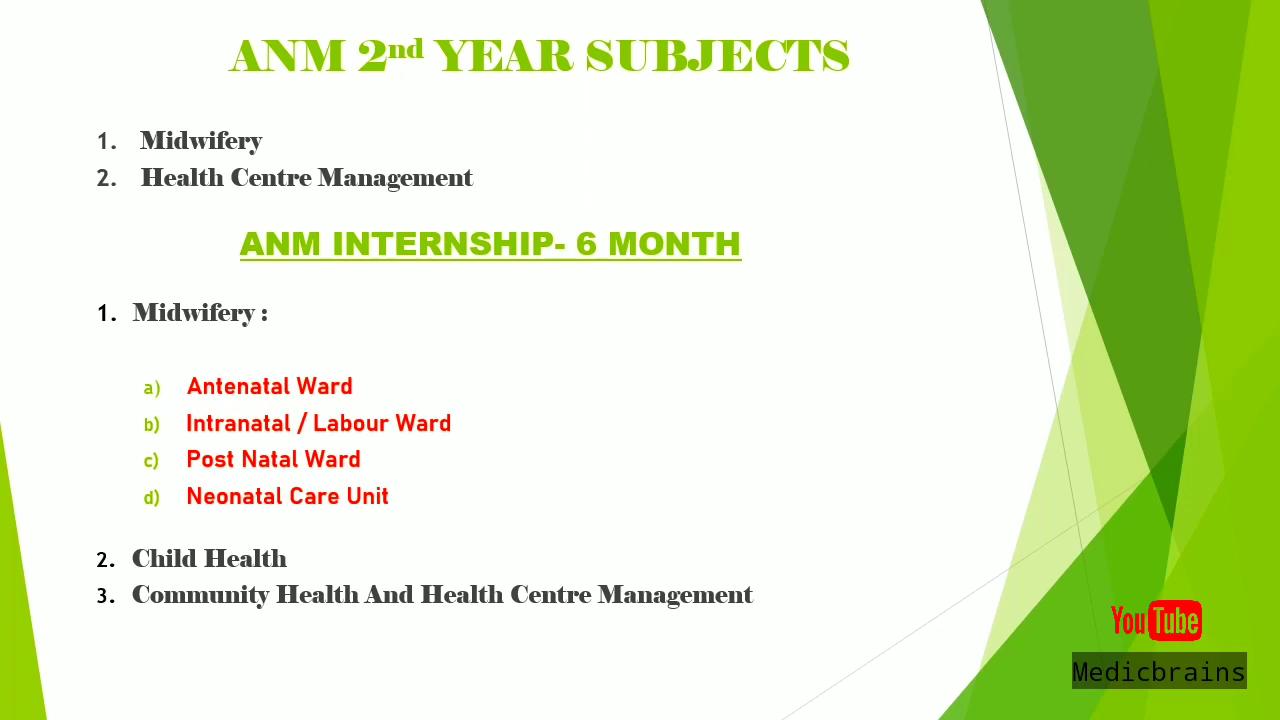 ANM 2nd YEAR SUBJECTS
1. Midwifery
2. Health Centre Management
ANM INTERNSHIP- 6 MONTH
1. Midwifery :
a) Antenatal Ward
b) Intranatal / Labour Ward
c) Post Natal Ward
d) Neonatal Care Unit
2. Child Health
3. Community Health And Health Centre Management
YouTube
Medicbrains